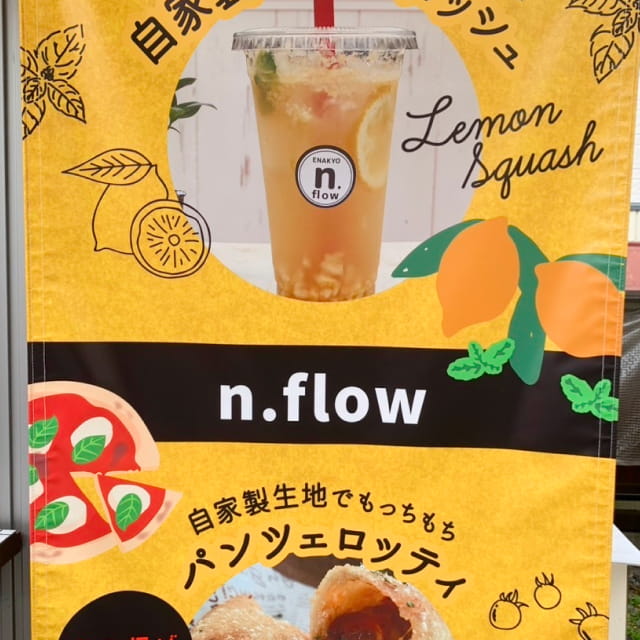 自家製
ッシュ
Lemon
Squash
ENAKYO
n.
flow
n.flow
自家製生地でもっちもち
パンツェロッティ